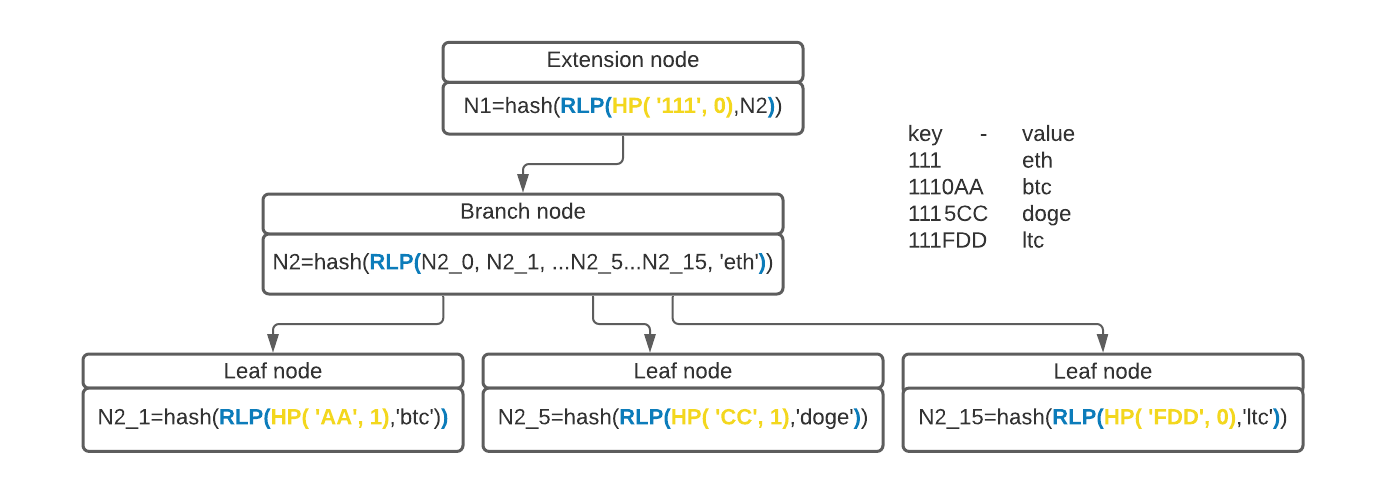 Extension node
N1=hash(RLP(HP( '111', 0),N2))
key - value
111 eth
1110AA btc
1115CC doge
111FDD ltc
Branch node
N2=hash(RLP(N2_0, N2_1, ...N2_5...N2_15, 'eth'))
Leaf node
N2_1=hash(RLP(HP( 'AA', 1),'btc'))
Leaf node
N2_5=hash(RLP(HP( 'CC', 1),'doge'))
Leaf node
N2_15=hash(RLP(HP( 'FDD', 0),'ltc'))